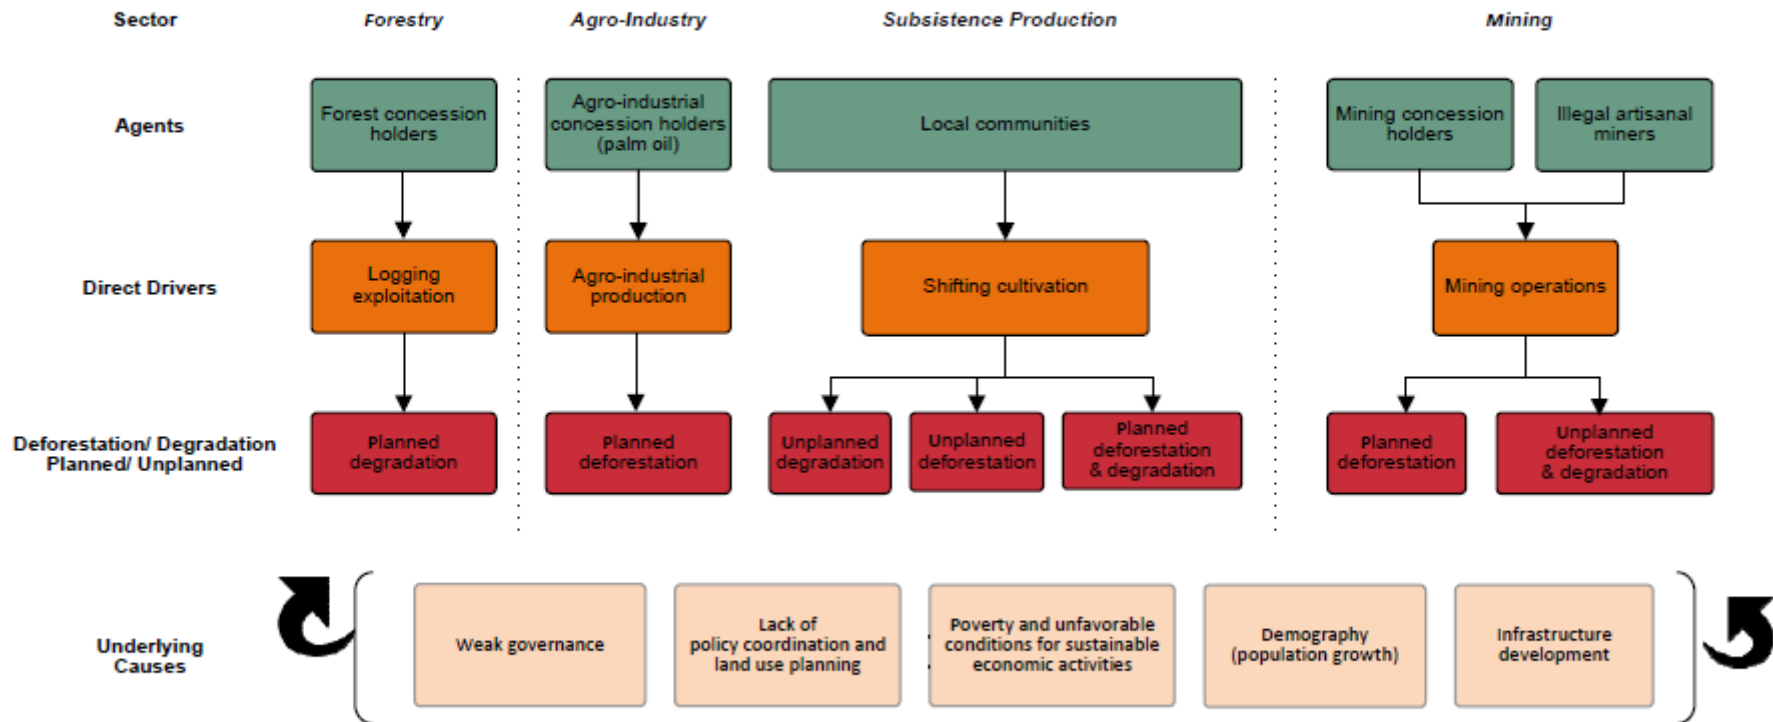 Sector
Forestry
Agro-Industry
Subsistence Production
Mining
Agents
Forest concession
holders
Agro-industrial
concession holders
(palm oil)
Local communities
Mining concession
holders
Illegal artisanal
miners
Direct Drivers
Logging
exploitation
Agro-industrial
production
Shifting cultivation
Mining operations
Deforestation/ Degradation
Planned/ Unplanned
Planned
degradation
Planned
deforestation
Unplanned
degradation
Unplanned
deforestation
Planned
deforestation
& degradation
Planned
deforestation
Unplanned
deforestation
& degradation
Underlying
Causes
Weak governance
Lack of
policy coordination and
land use planning
Poverty and unfavorable
conditions for sustainable
economic activities
Demography
(population growth)
Infrastructure
development